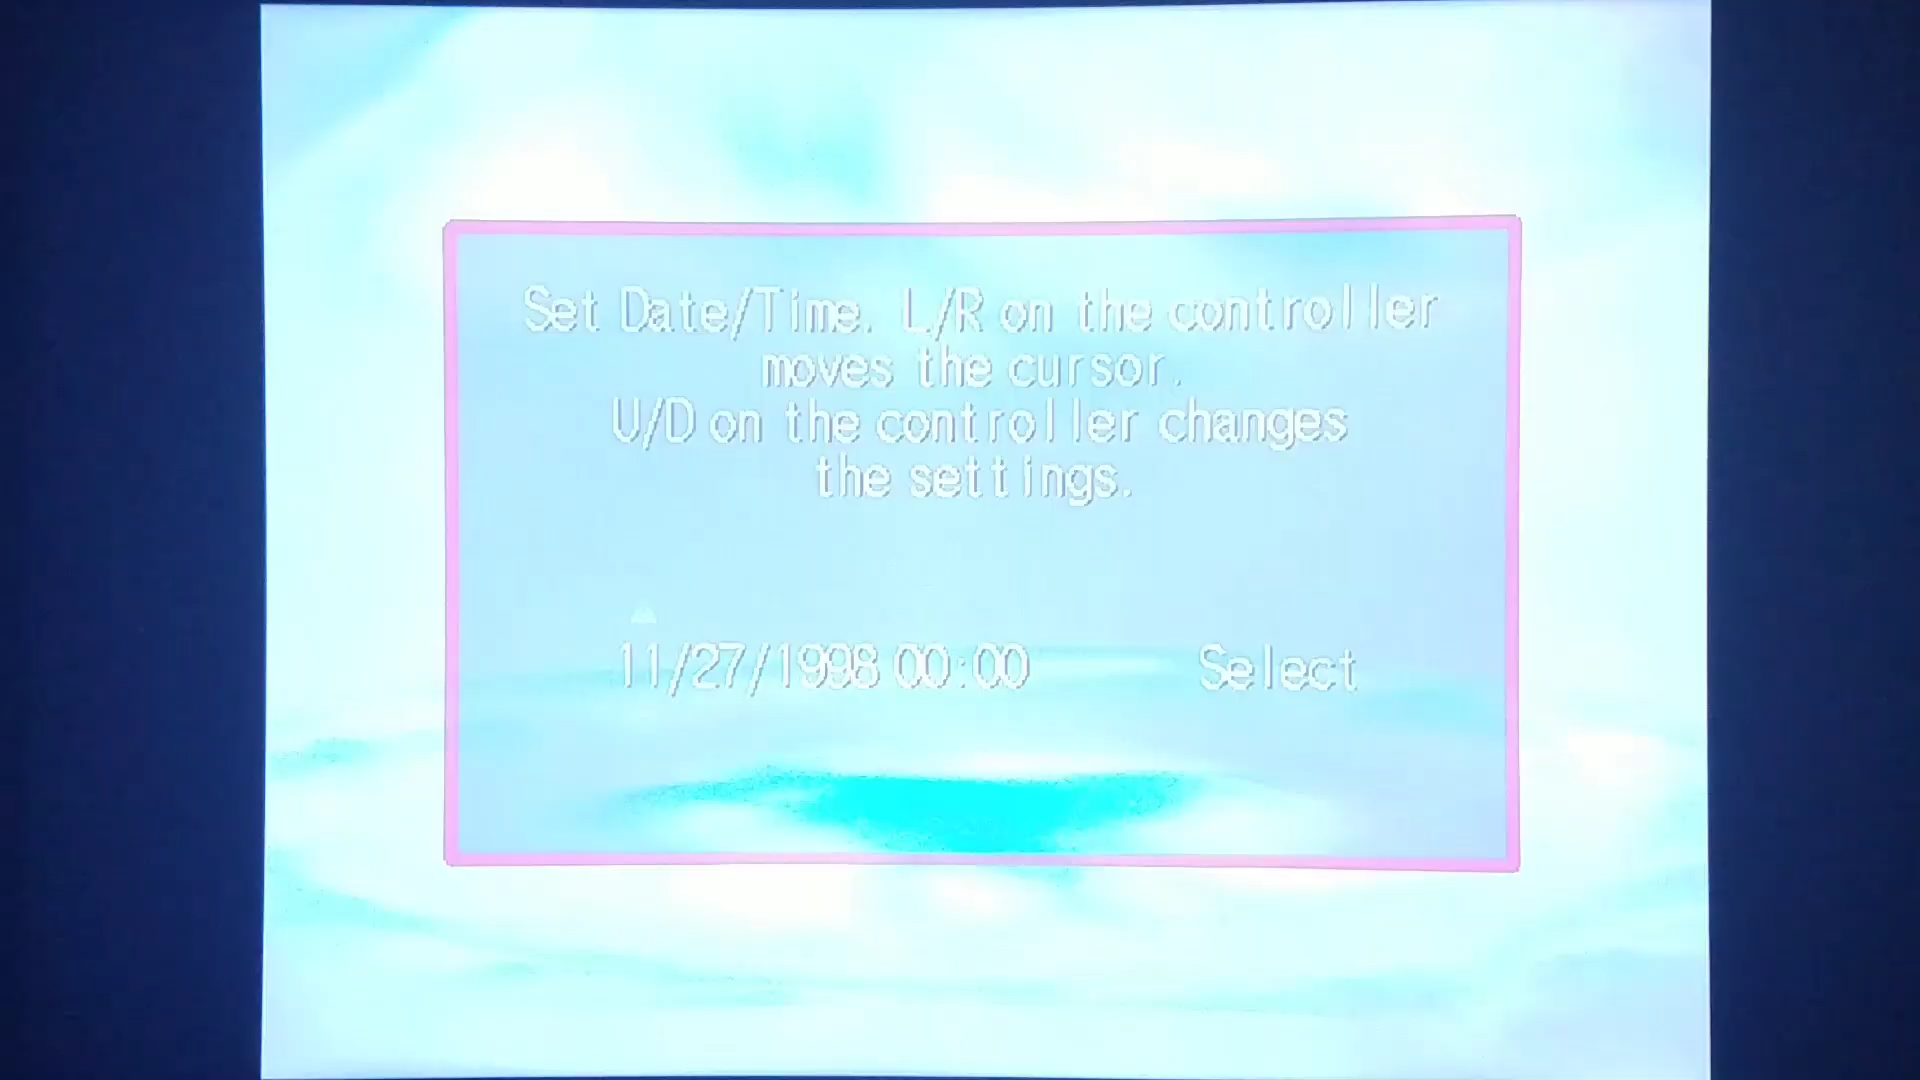 Set Date/Time. L/R on the controller
moves the cursor.
U/D on the controller changes
the settings.
11/27/1998 00:00 Select